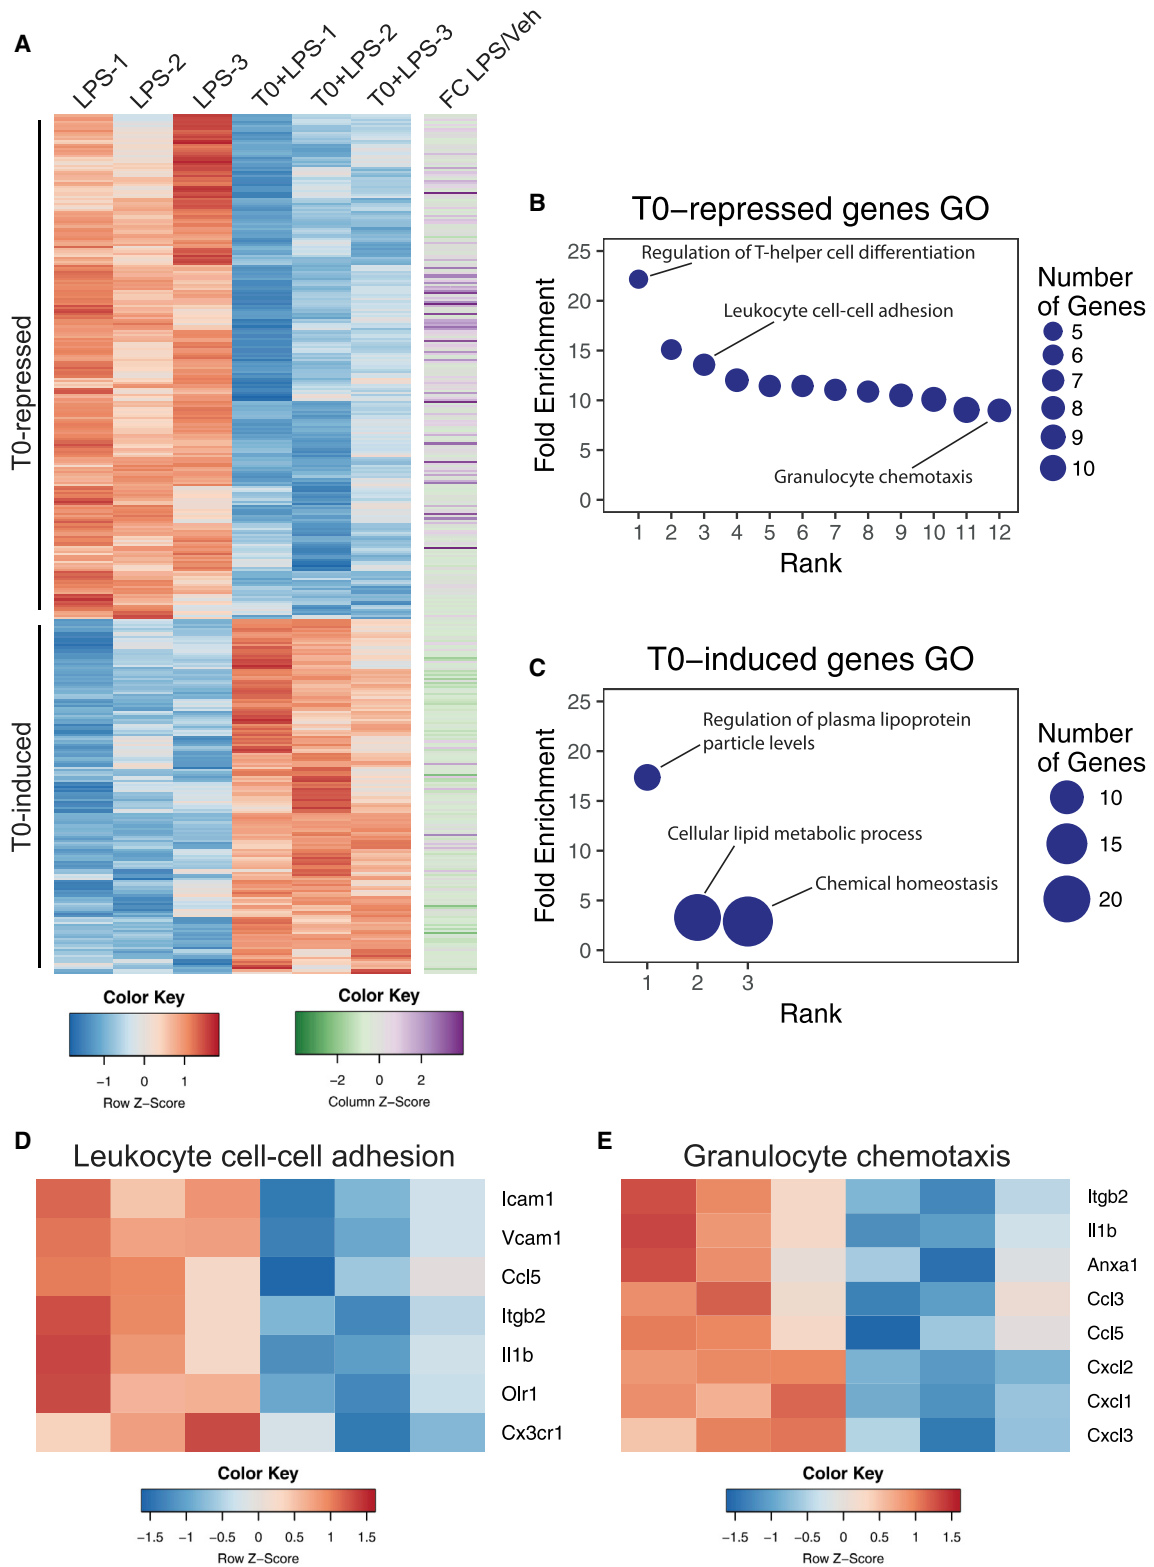 A
LPS-1
LPS-2
LPS-3
T0+LPS-1
T0+LPS-2
T0+LPS-3
FC LPS/Veh
T0-repressed
T0-induced
Color Key
−1 0 1
Row Z−Score
Color Key
−2 0 2
Column Z−Score
B
T0−repressed genes GO
Fold Enrichment
25
20
15
10
5
0
Regulation of T-helper cell differentiation
Leukocyte cell-cell adhesion
Granulocyte chemotaxis
1 2 3 4 5 6 7 8 9 10 11 12
Rank
Number
of Genes
5
6
7
8
9
10
C
T0−induced genes GO
Fold Enrichment
25
20
15
10
5
0
Regulation of plasma lipoprotein
particle levels
Cellular lipid metabolic process
Chemical homeostasis
1 2 3
Rank
Number
of Genes
10
15
20
D
Leukocyte cell-cell adhesion
Icam1
Vcam1
Ccl5
Itgb2
Il1b
Olr1
Cx3cr1
Color Key
−1.5 −1 −0.5 0 0.5 1 1.5
Row Z−Score
E
Granulocyte chemotaxis
Itgb2
Il1b
Anxa1
Ccl3
Ccl5
Cxcl2
Cxcl1
Cxcl3
Color Key
−1.5 −1 −0.5 0 0.5 1 1.5
Row Z−Score